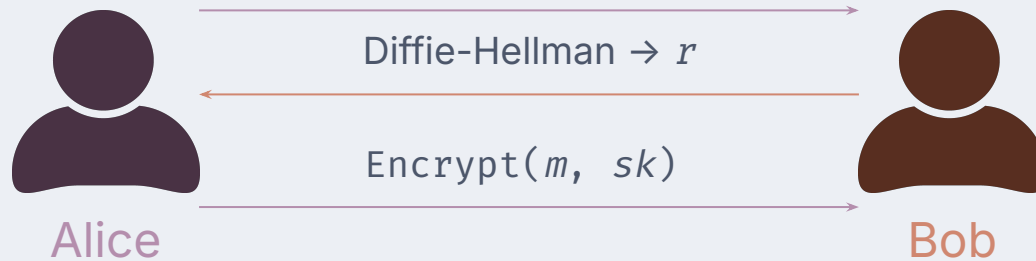 Diffie-Hellman → r
Encrypt(m, sk)
Alice
Bob